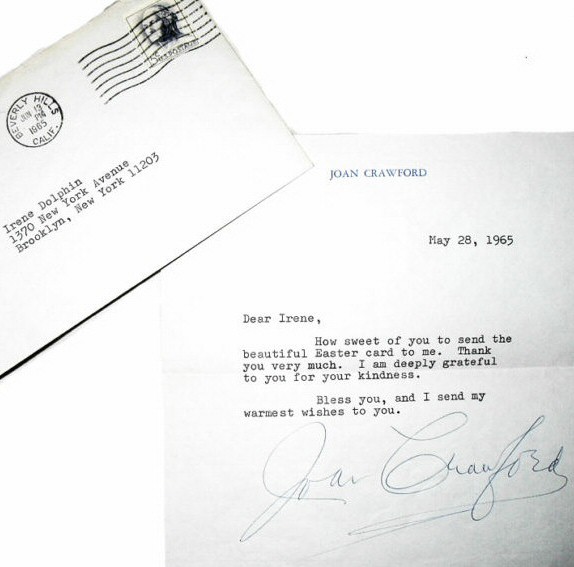 BEVERLY HILLS
PM
1965
CALIF.
Irene Dolphin
1370 New York Avenue
Brooklyn, New York 11203
JOAN CRAWFORD
May 28, 1965
Dear Irene,
How sweet of you to send the
beautiful Easter card to me. Thank
you very much. I am deeply grateful
to you for your kindness.
Bless you, and I send my
warmest wishes to you.
Joan Crawford